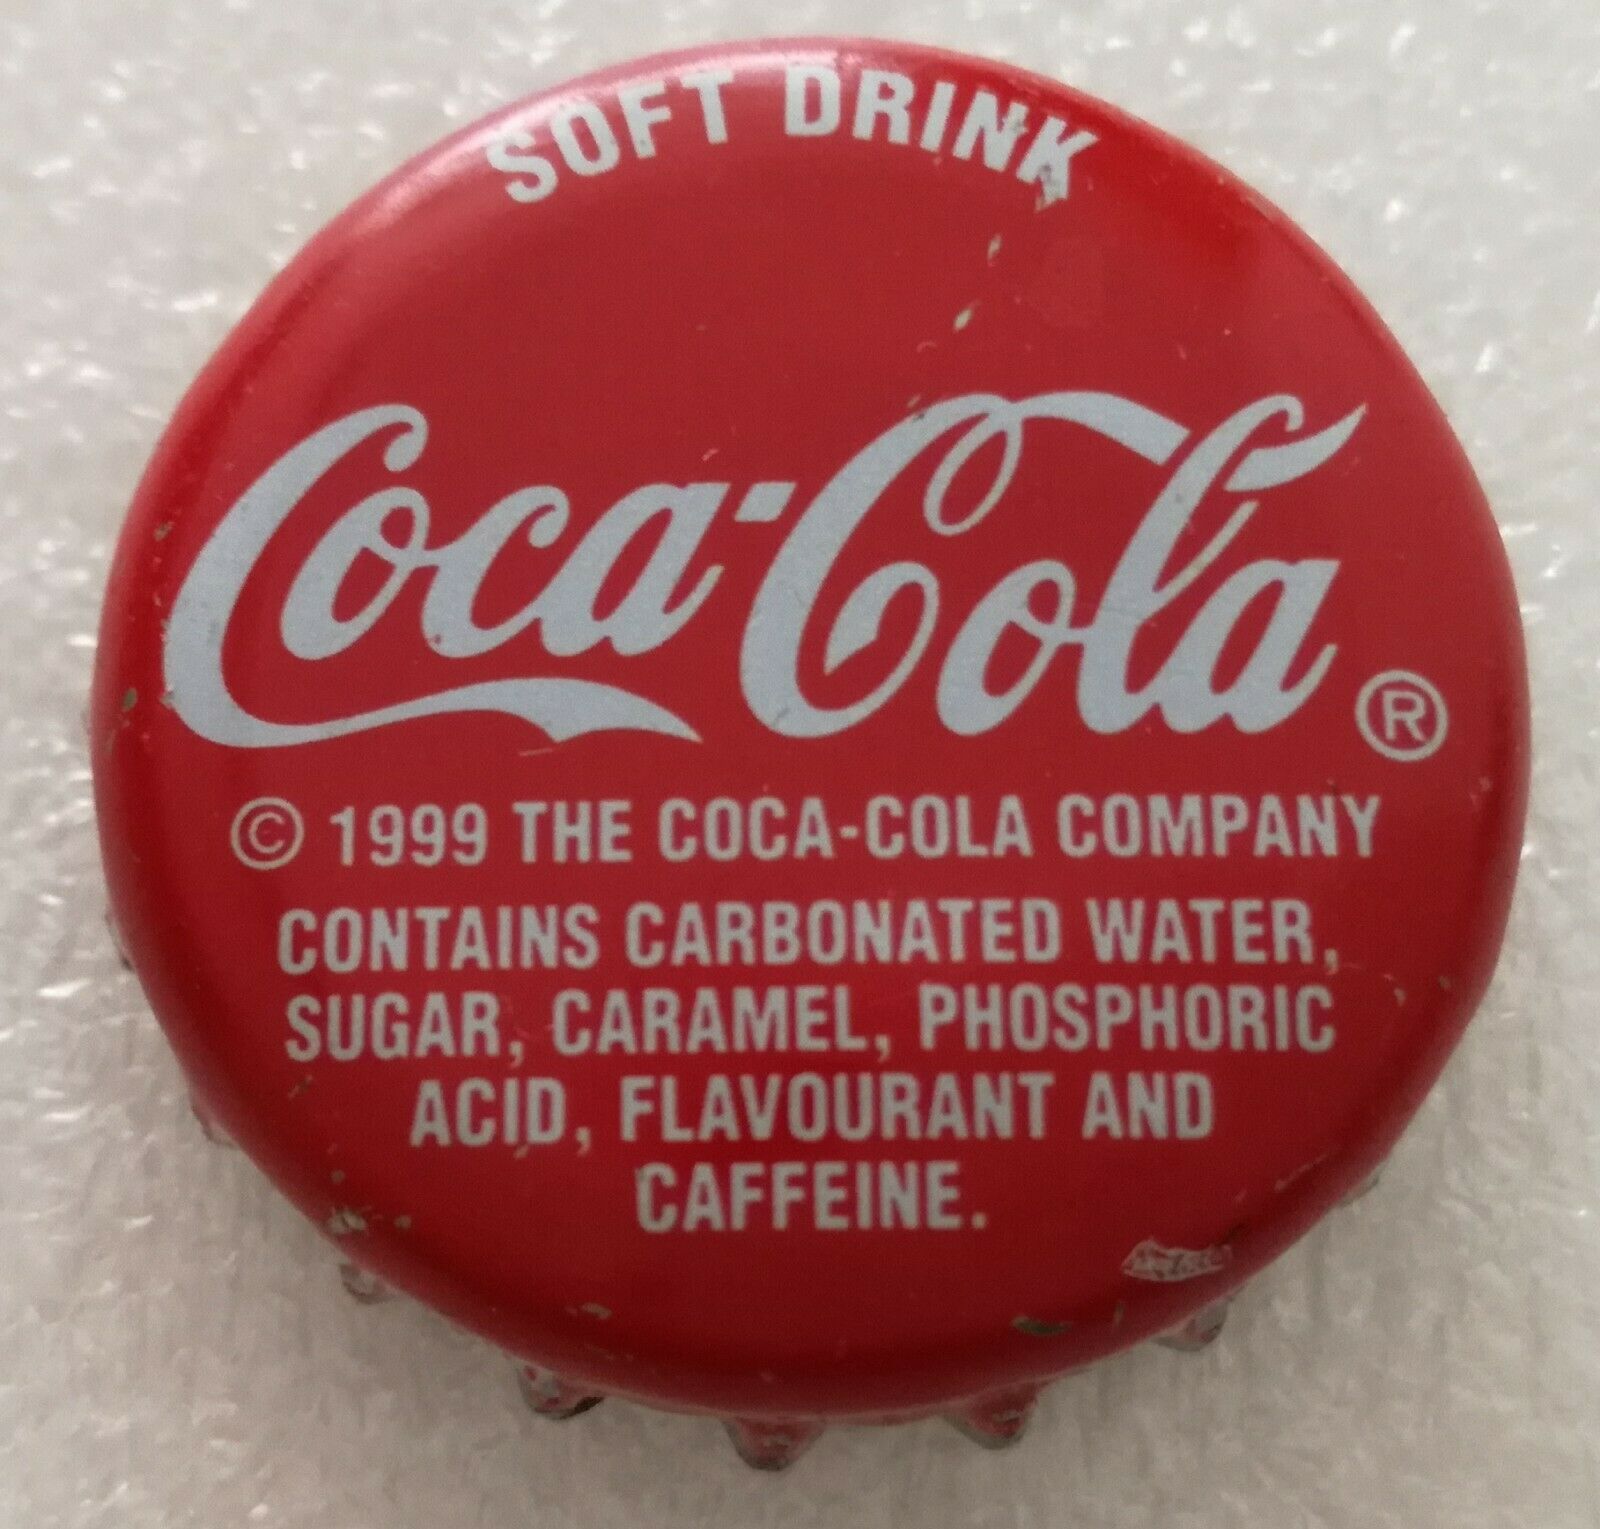 SOFT DRINK
Coca-Cola ®
© 1999 THE COCA-COLA COMPANY
CONTAINS CARBONATED WATER,
SUGAR, CARAMEL, PHOSPHORIC
ACID, FLAVOURANT AND
CAFFEINE.